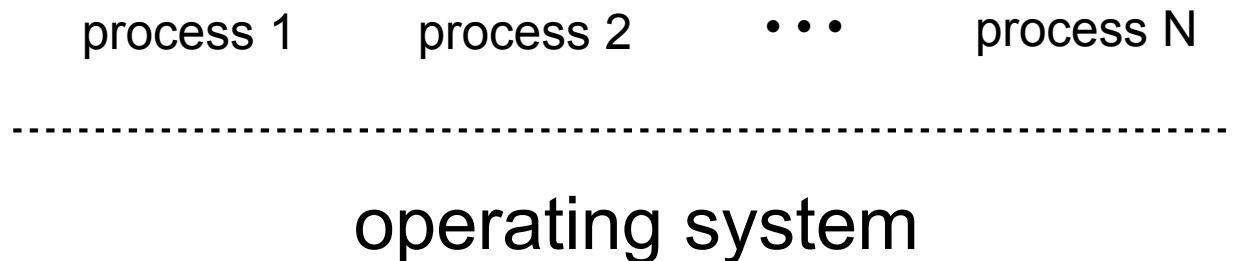 process 1 process 2 • • • process N
operating system